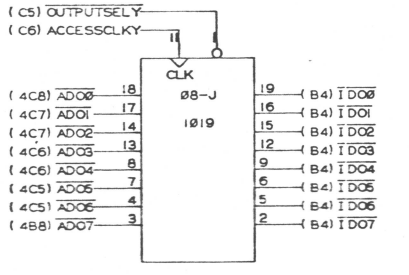 (C5) OUTPUTSELY
(C6) ACCESSCLKY
11 1
CLK
(4C8) ADO0 18 08-J 19 (B4) IDO0
(4C7) ADO1 17 1019 16 (B4) IDO1
(4C7) ADO2 14 15 (B4) IDO2
(4C6) ADO3 13 12 (B4) IDO3
(4C6) ADO4 8 9 (B4) IDO4
(4C5) ADO5 7 6 (B4) IDO5
(4C5) ADO6 4 5 (B4) IDO6
(4B8) ADO7 3 2 (B4) IDO7